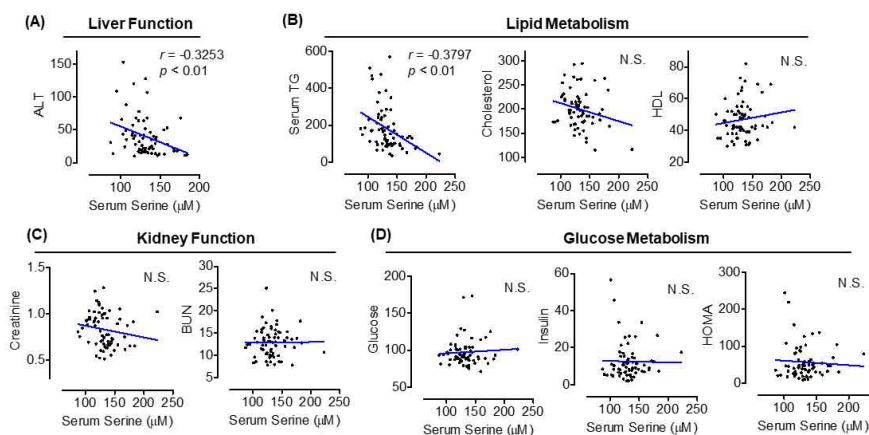 (A) Liver Function
r = -0.3253
p < 0.01
ALT
150
100
50
0
100 150 200
Serum Serine (μM)
(B) Lipid Metabolism
r = -0.3797
p < 0.01
Serum TG
600
400
200
0
100 150 200 250
Serum Serine (μM)
N.S.
Cholesterol
300
250
200
150
100
100 150 200 250
Serum Serine (μM)
N.S.
HDL
80
60
40
20
100 150 200 250
Serum Serine (μM)
(C) Kidney Function
N.S.
Creatinine
1.5
1.0
0.5
100 150 200 250
Serum Serine (μM)
N.S.
BUN
30
25
20
15
10
5
100 150 200 250
Serum Serine (μM)
(D) Glucose Metabolism
N.S.
Glucose
200
150
100
50
100 150 200 250
Serum Serine (μM)
N.S.
Insulin
60
40
20
0
100 150 200 250
Serum Serine (μM)
N.S.
HOMA
300
200
100
0
100 150 200
Serum Serine (μM)